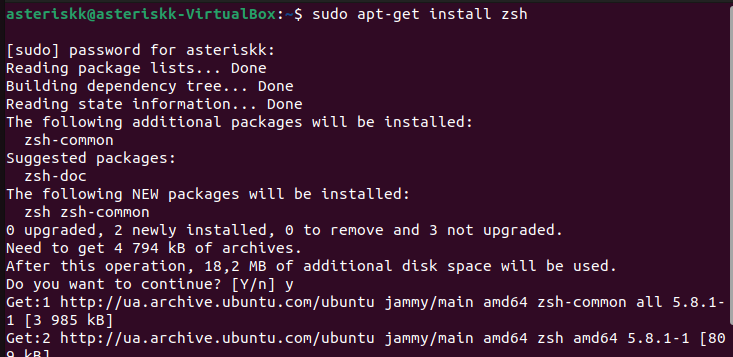 asteriskk@asteriskk-VirtualBox:~$ sudo apt-get install zsh
[sudo] password for asteriskk:
Reading package lists... Done
Building dependency tree... Done
Reading state information... Done
The following additional packages will be installed:
  zsh-common
Suggested packages:
  zsh-doc
The following NEW packages will be installed:
  zsh zsh-common
0 upgraded, 2 newly installed, 0 to remove and 3 not upgraded.
Need to get 4 794 kB of archives.
After this operation, 18,2 MB of additional disk space will be used.
Do you want to continue? [Y/n] y
Get:1 http://ua.archive.ubuntu.com/ubuntu jammy/main amd64 zsh-common all 5.8.1-
1 [3 985 kB]
Get:2 http://ua.archive.ubuntu.com/ubuntu jammy/main amd64 zsh amd64 5.8.1-1 [80
9 kB]